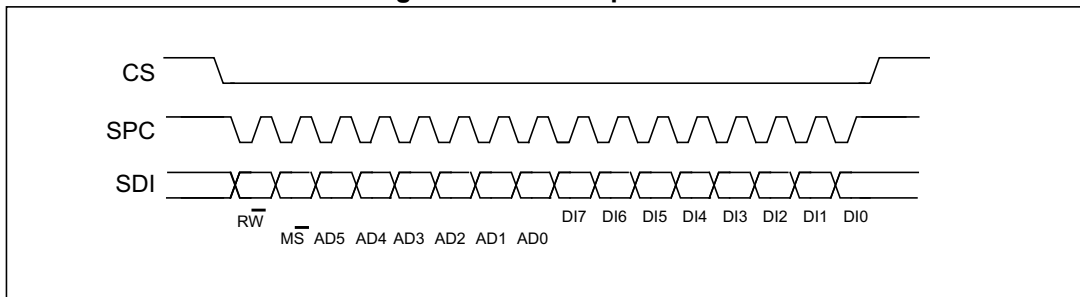 CS
SPC
SDI
RW̅
DI7 DI6 DI5 DI4 DI3 DI2 DI1 DI0
MS̅ AD5 AD4 AD3 AD2 AD1 AD0